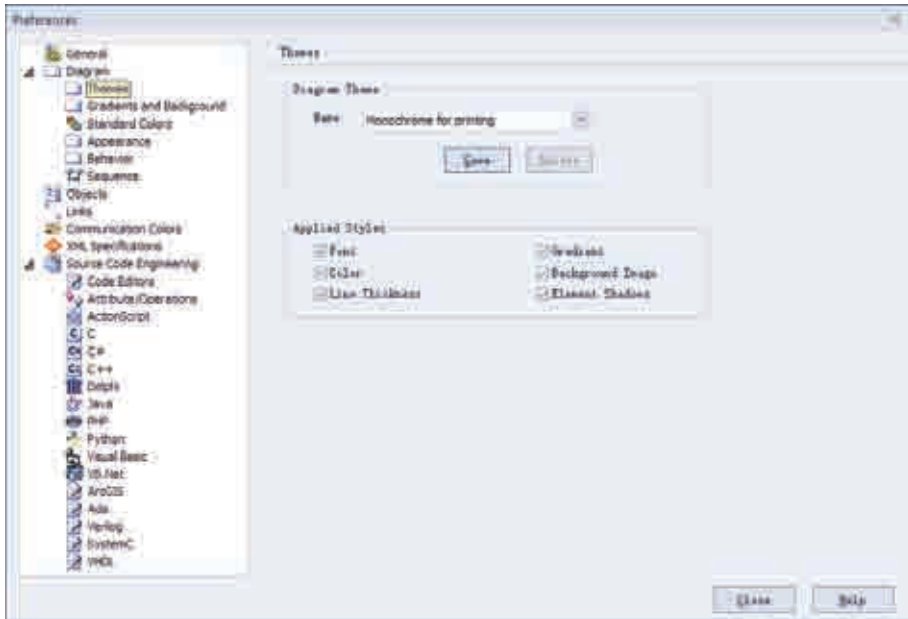 Preferences
General
Diagram
Themes
Gradients and Background
Standard Colors
Appearance
Behavior
Sequence
Objects
Links
Communication Colors
XML Specifications
Source Code Engineering
Code Editors
Attribute/Operations
ActionScript
C
C#
C++
Delphi
Java
PHP
Python
Visual Basic
VB.Net
ArcGIS
Ada
Verilog
SystemC
VHDL
Themes
Diagram Theme
Name
Monochrome for printing
Save
Applied Styles
Font
Color
Line Thickness
Gradient
Background Image
Element Shadows
Close
Help